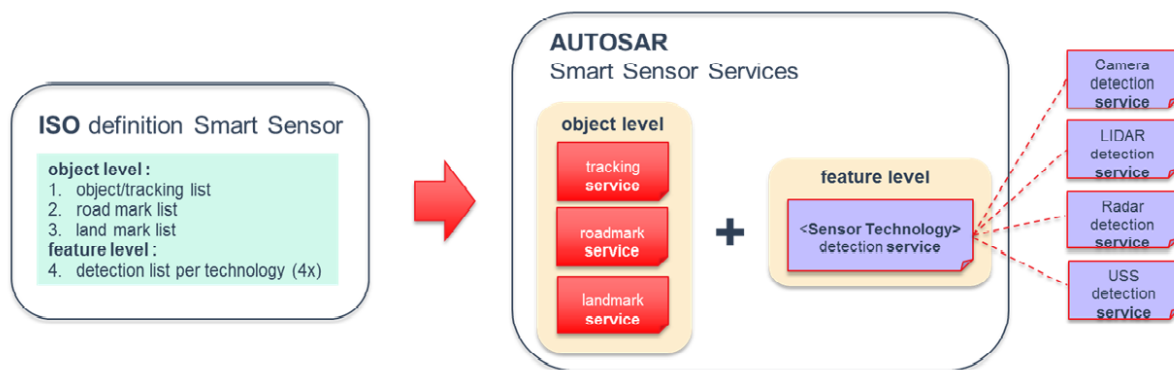 ISO definition Smart Sensor
object level :
1. object/tracking list
2. road mark list
3. land mark list
feature level :
4. detection list per technology (4x)
AUTOSAR
Smart Sensor Services
object level
tracking
service
roadmark
service
landmark
service
+
feature level
<Sensor Technology>
detection service
Camera
detection
service
LIDAR
detection
service
Radar
detection
service
USS
detection
service